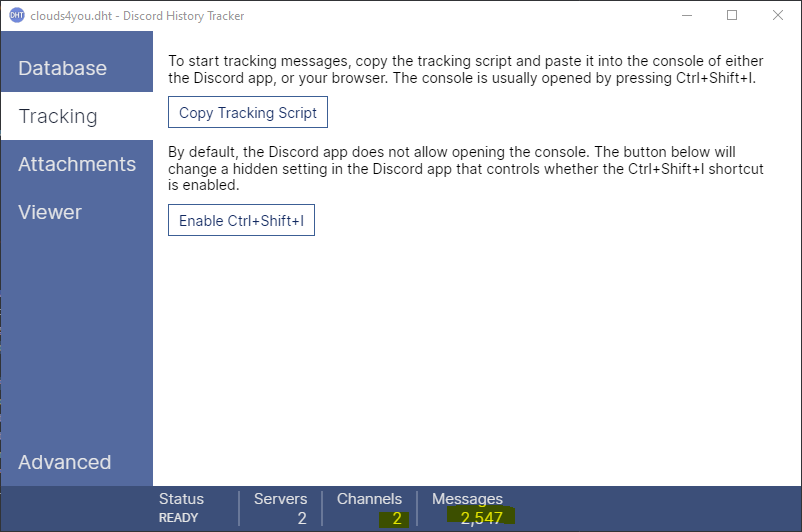 DHT clouds4you.dht - Discord History Tracker
Database
Tracking
Attachments
Viewer
Advanced
To start tracking messages, copy the tracking script and paste it into the console of either
the Discord app, or your browser. The console is usually opened by pressing Ctrl+Shift+I.
Copy Tracking Script
By default, the Discord app does not allow opening the console. The button below will
change a hidden setting in the Discord app that controls whether the Ctrl+Shift+I shortcut
is enabled.
Enable Ctrl+Shift+I
Status
READY
Servers
2
Channels
2
Messages
2,547